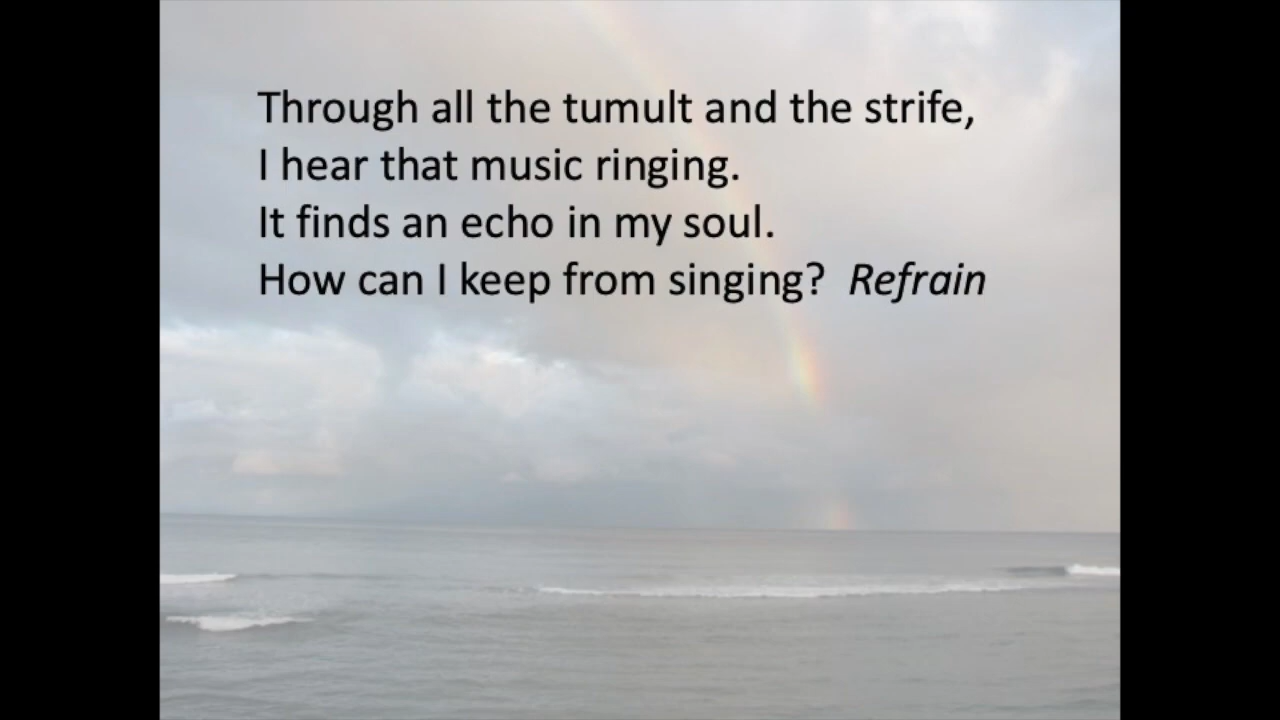 Through all the tumult and the strife,
I hear that music ringing.
It finds an echo in my soul.
How can I keep from singing?  Refrain